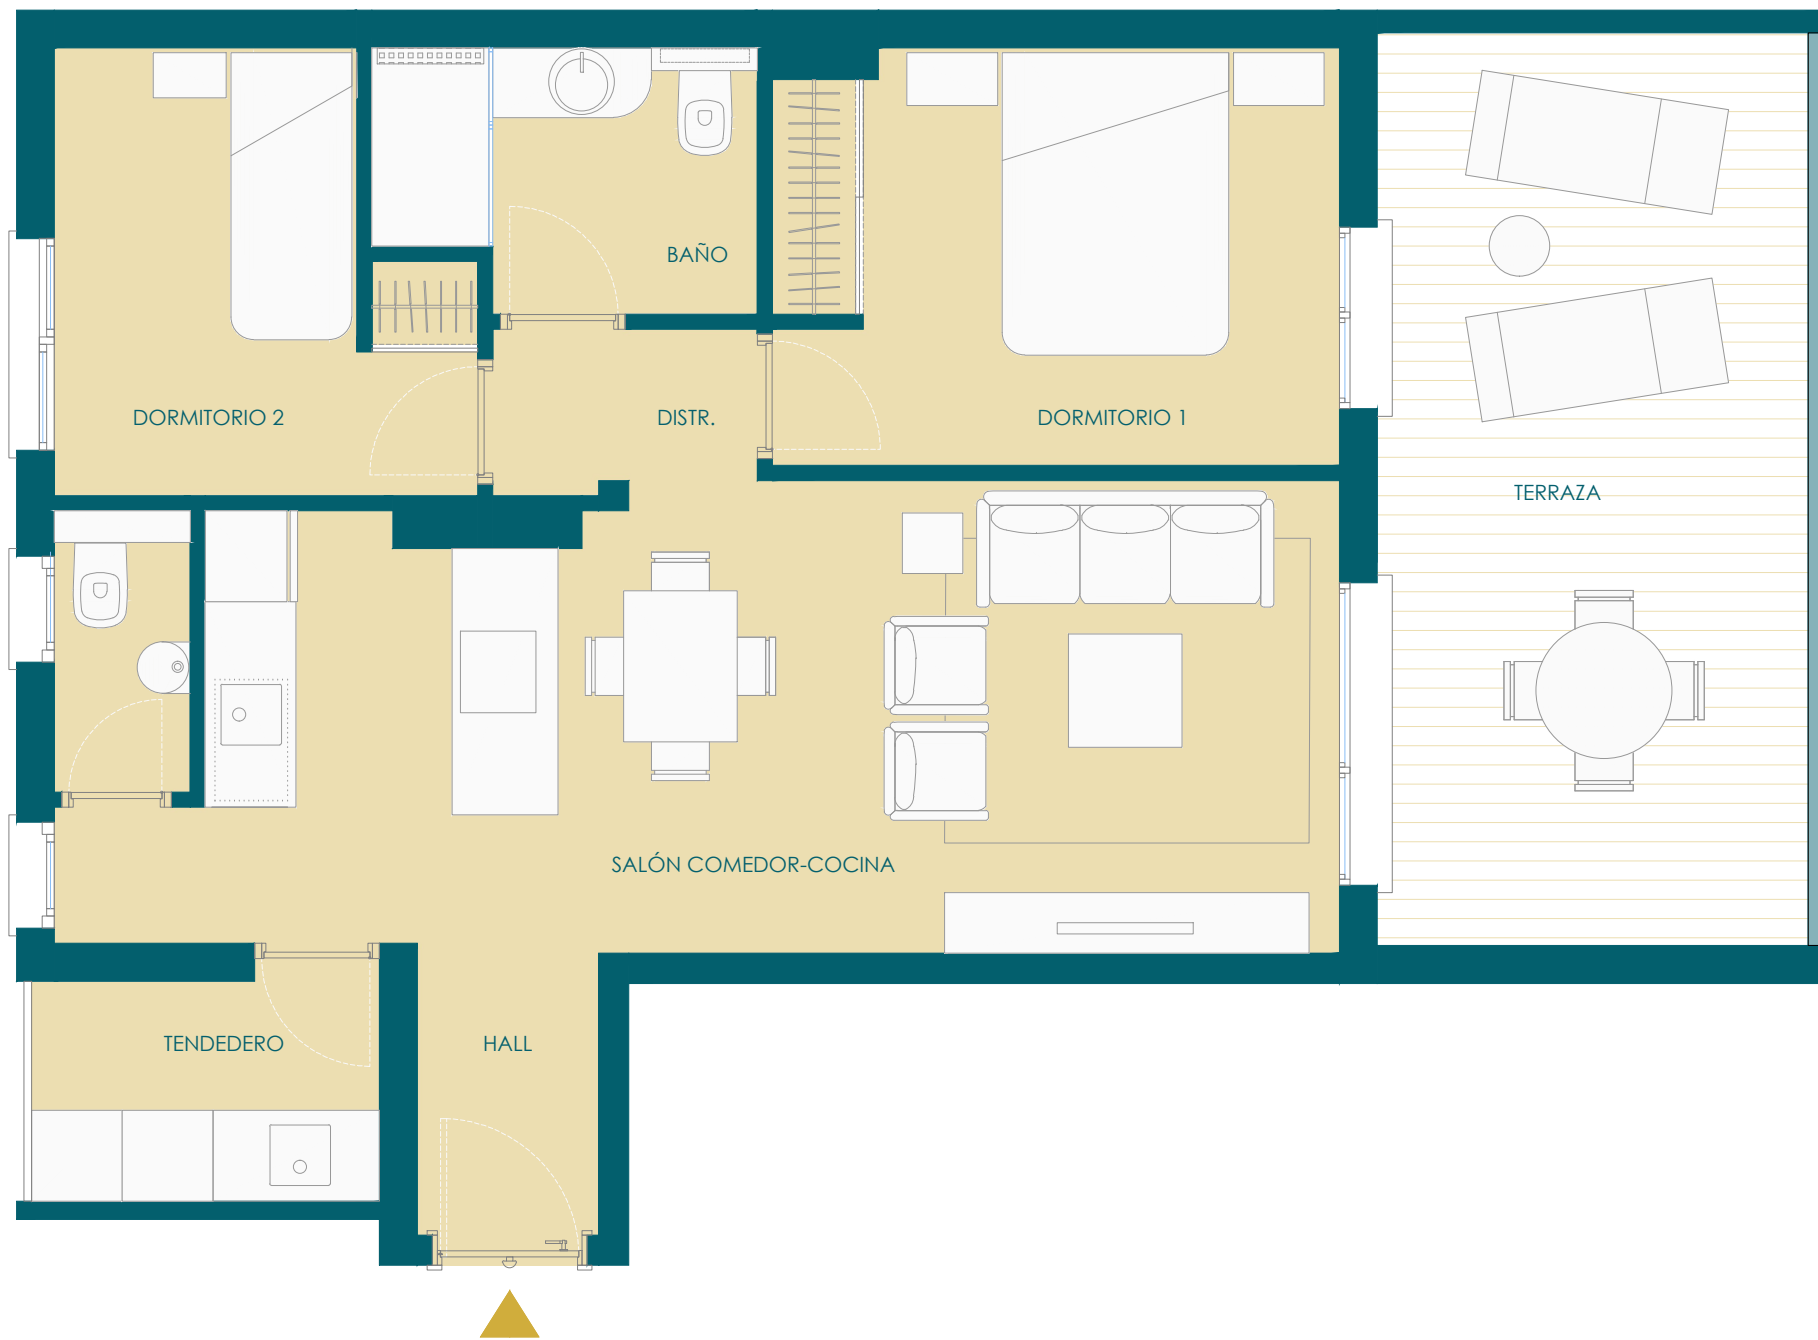 BAÑO
DORMITORIO 2
DISTR.
DORMITORIO 1
TERRAZA
SALÓN COMEDOR-COCINA
TENDEDERO
HALL